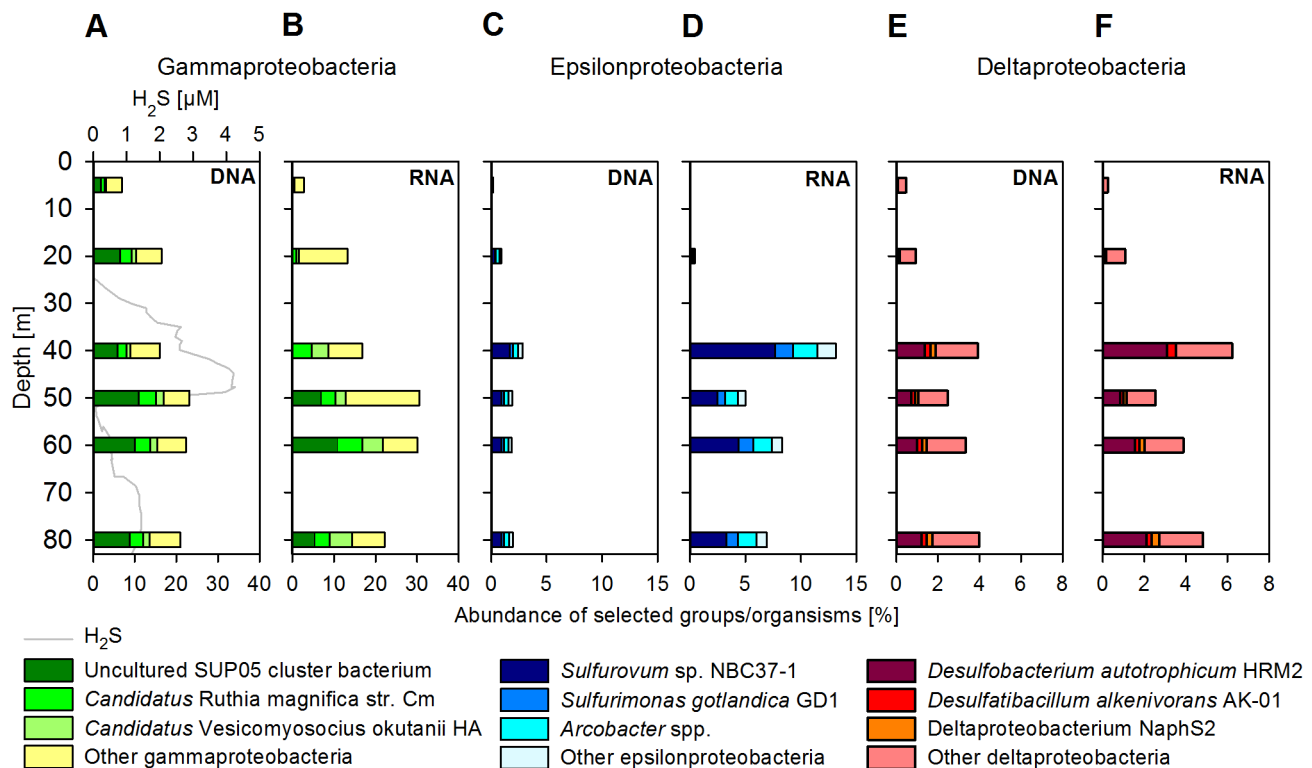 A B C D E F
Gammaproteobacteria Epsilonproteobacteria Deltaproteobacteria
H2S [µM]
0 1 2 3 4 5
DNA RNA DNA RNA DNA RNA
0
10
20
30
40
50
60
70
80
Depth [m]
0 10 20 30 40 0 10 20 30 40 0 5 10 15 0 5 10 15 0 2 4 6 8 0 2 4 6 8
Abundance of selected groups/organsisms [%]
H2S
Uncultured SUP05 cluster bacterium
Candidatus Ruthia magnifica str. Cm
Candidatus Vesicomyosocius okutanii HA
Other gammaproteobacteria
Sulfurovum sp. NBC37-1
Sulfurimonas gotlandica GD1
Arcobacter spp.
Other epsilonproteobacteria
Desulfobacterium autotrophicum HRM2
Desulfatibacillum alkenivorans AK-01
Deltaproteobacterium NaphS2
Other deltaproteobacteria